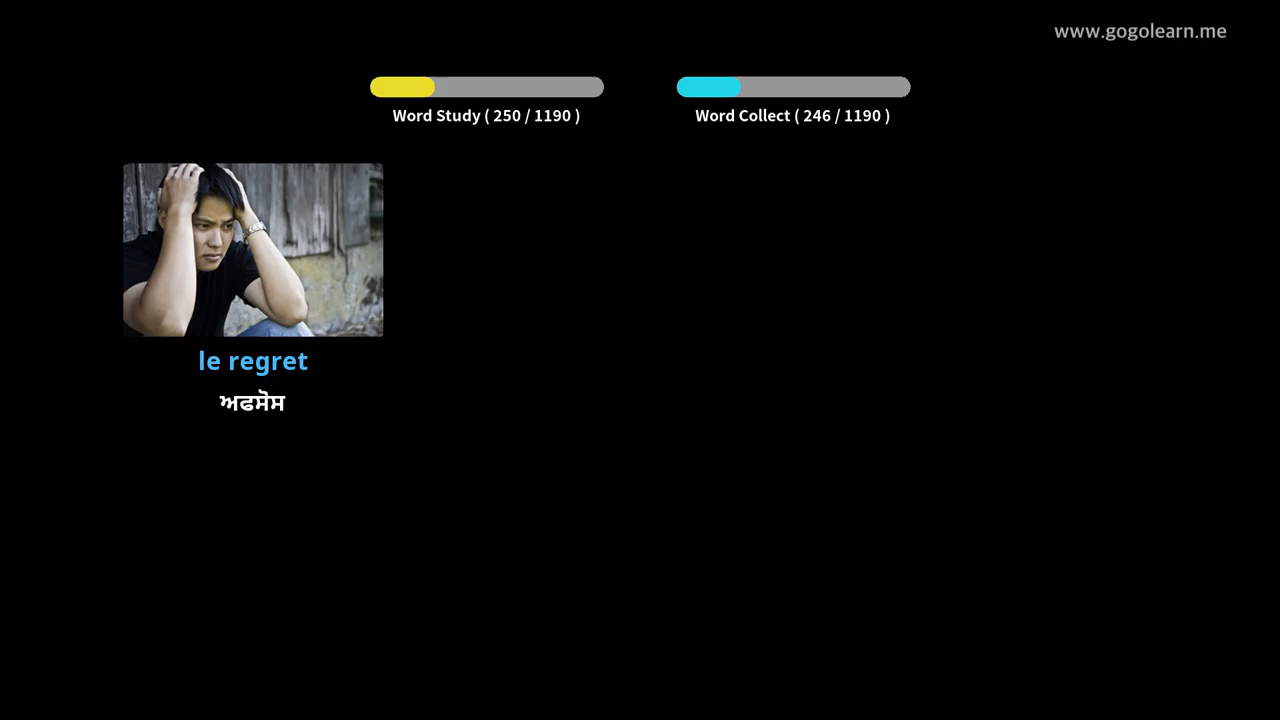 www.gogolearn.me
Word Study ( 250 / 1190 )
Word Collect ( 246 / 1190 )
le regret
ਅਫਸੋਸ